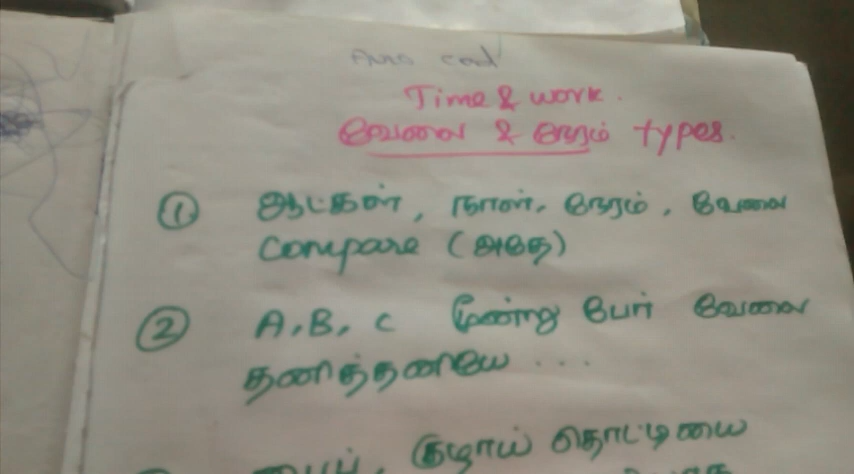 Time & work.
வேலை & நேரம் types.
① ஆட்கள், நாள், நேரம், வேலை
compare (அதே)
② A, B, C மூன்று பேர் வேலை
தனித்தனியே ...
பைப், குழாய் தொட்டியை